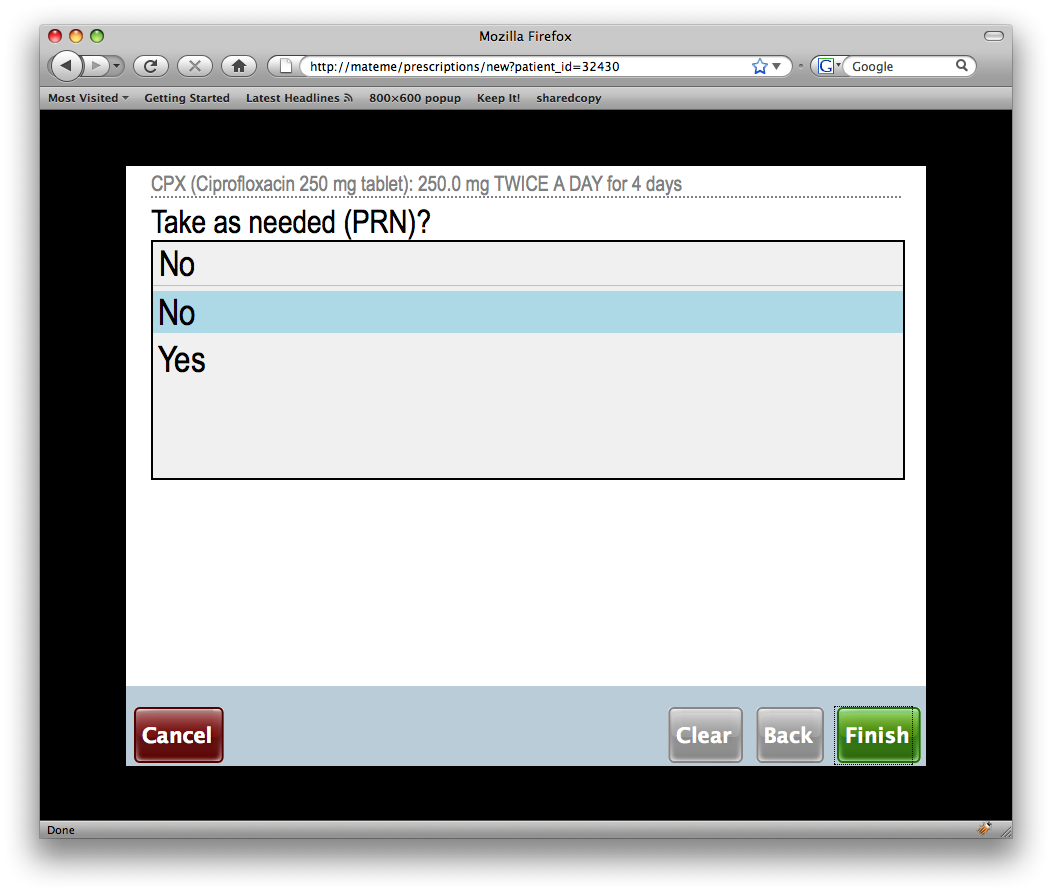 Mozilla Firefox
http://mateme/prescriptions/new?patient_id=32430
G Google
Most Visited Getting Started Latest Headlines 800×600 popup Keep It! sharedcopy
CPX (Ciprofloxacin 250 mg tablet): 250.0 mg TWICE A DAY for 4 days
Take as needed (PRN)?
No
No
Yes
Cancel Clear Back Finish
Done